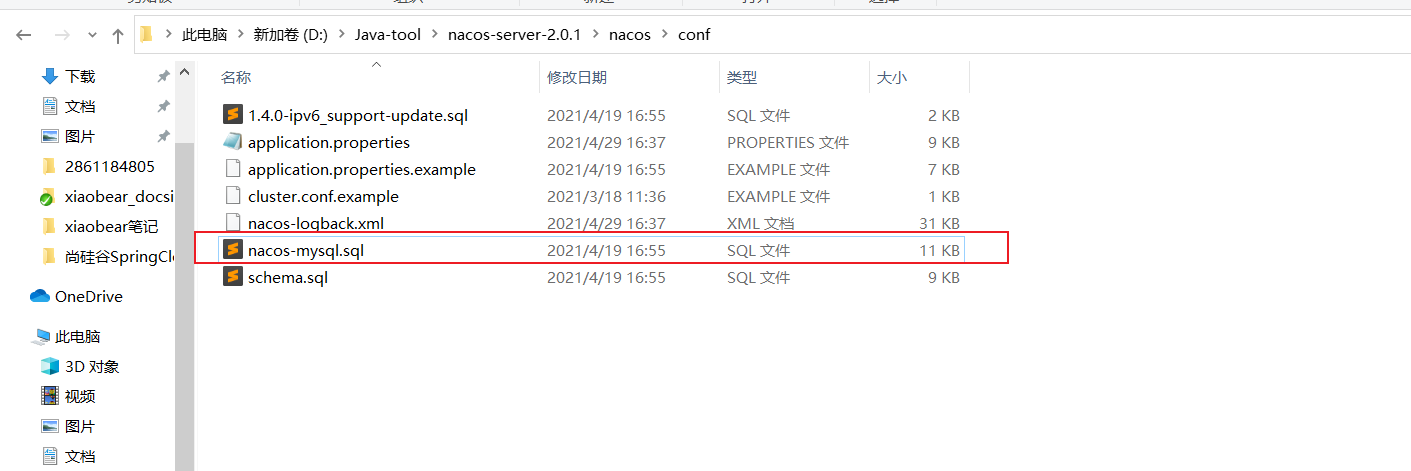 此电脑 新加卷 (D:) Java-tool nacos-server-2.0.1 nacos conf
下载
文档
图片
2861184805
xiaobear_docsi
xiaobear笔记
尚硅谷SpringClo
OneDrive
此电脑
3D 对象
视频
图片
文档
名称 修改日期 类型 大小
1.4.0-ipv6_support-update.sql 2021/4/19 16:55 SQL 文件 2 KB
application.properties 2021/4/29 16:37 PROPERTIES 文件 9 KB
application.properties.example 2021/4/19 16:55 EXAMPLE 文件 7 KB
cluster.conf.example 2021/3/18 11:36 EXAMPLE 文件 1 KB
nacos-logback.xml 2021/4/29 16:37 XML 文档 31 KB
nacos-mysql.sql 2021/4/19 16:55 SQL 文件 11 KB
schema.sql 2021/4/19 16:55 SQL 文件 9 KB